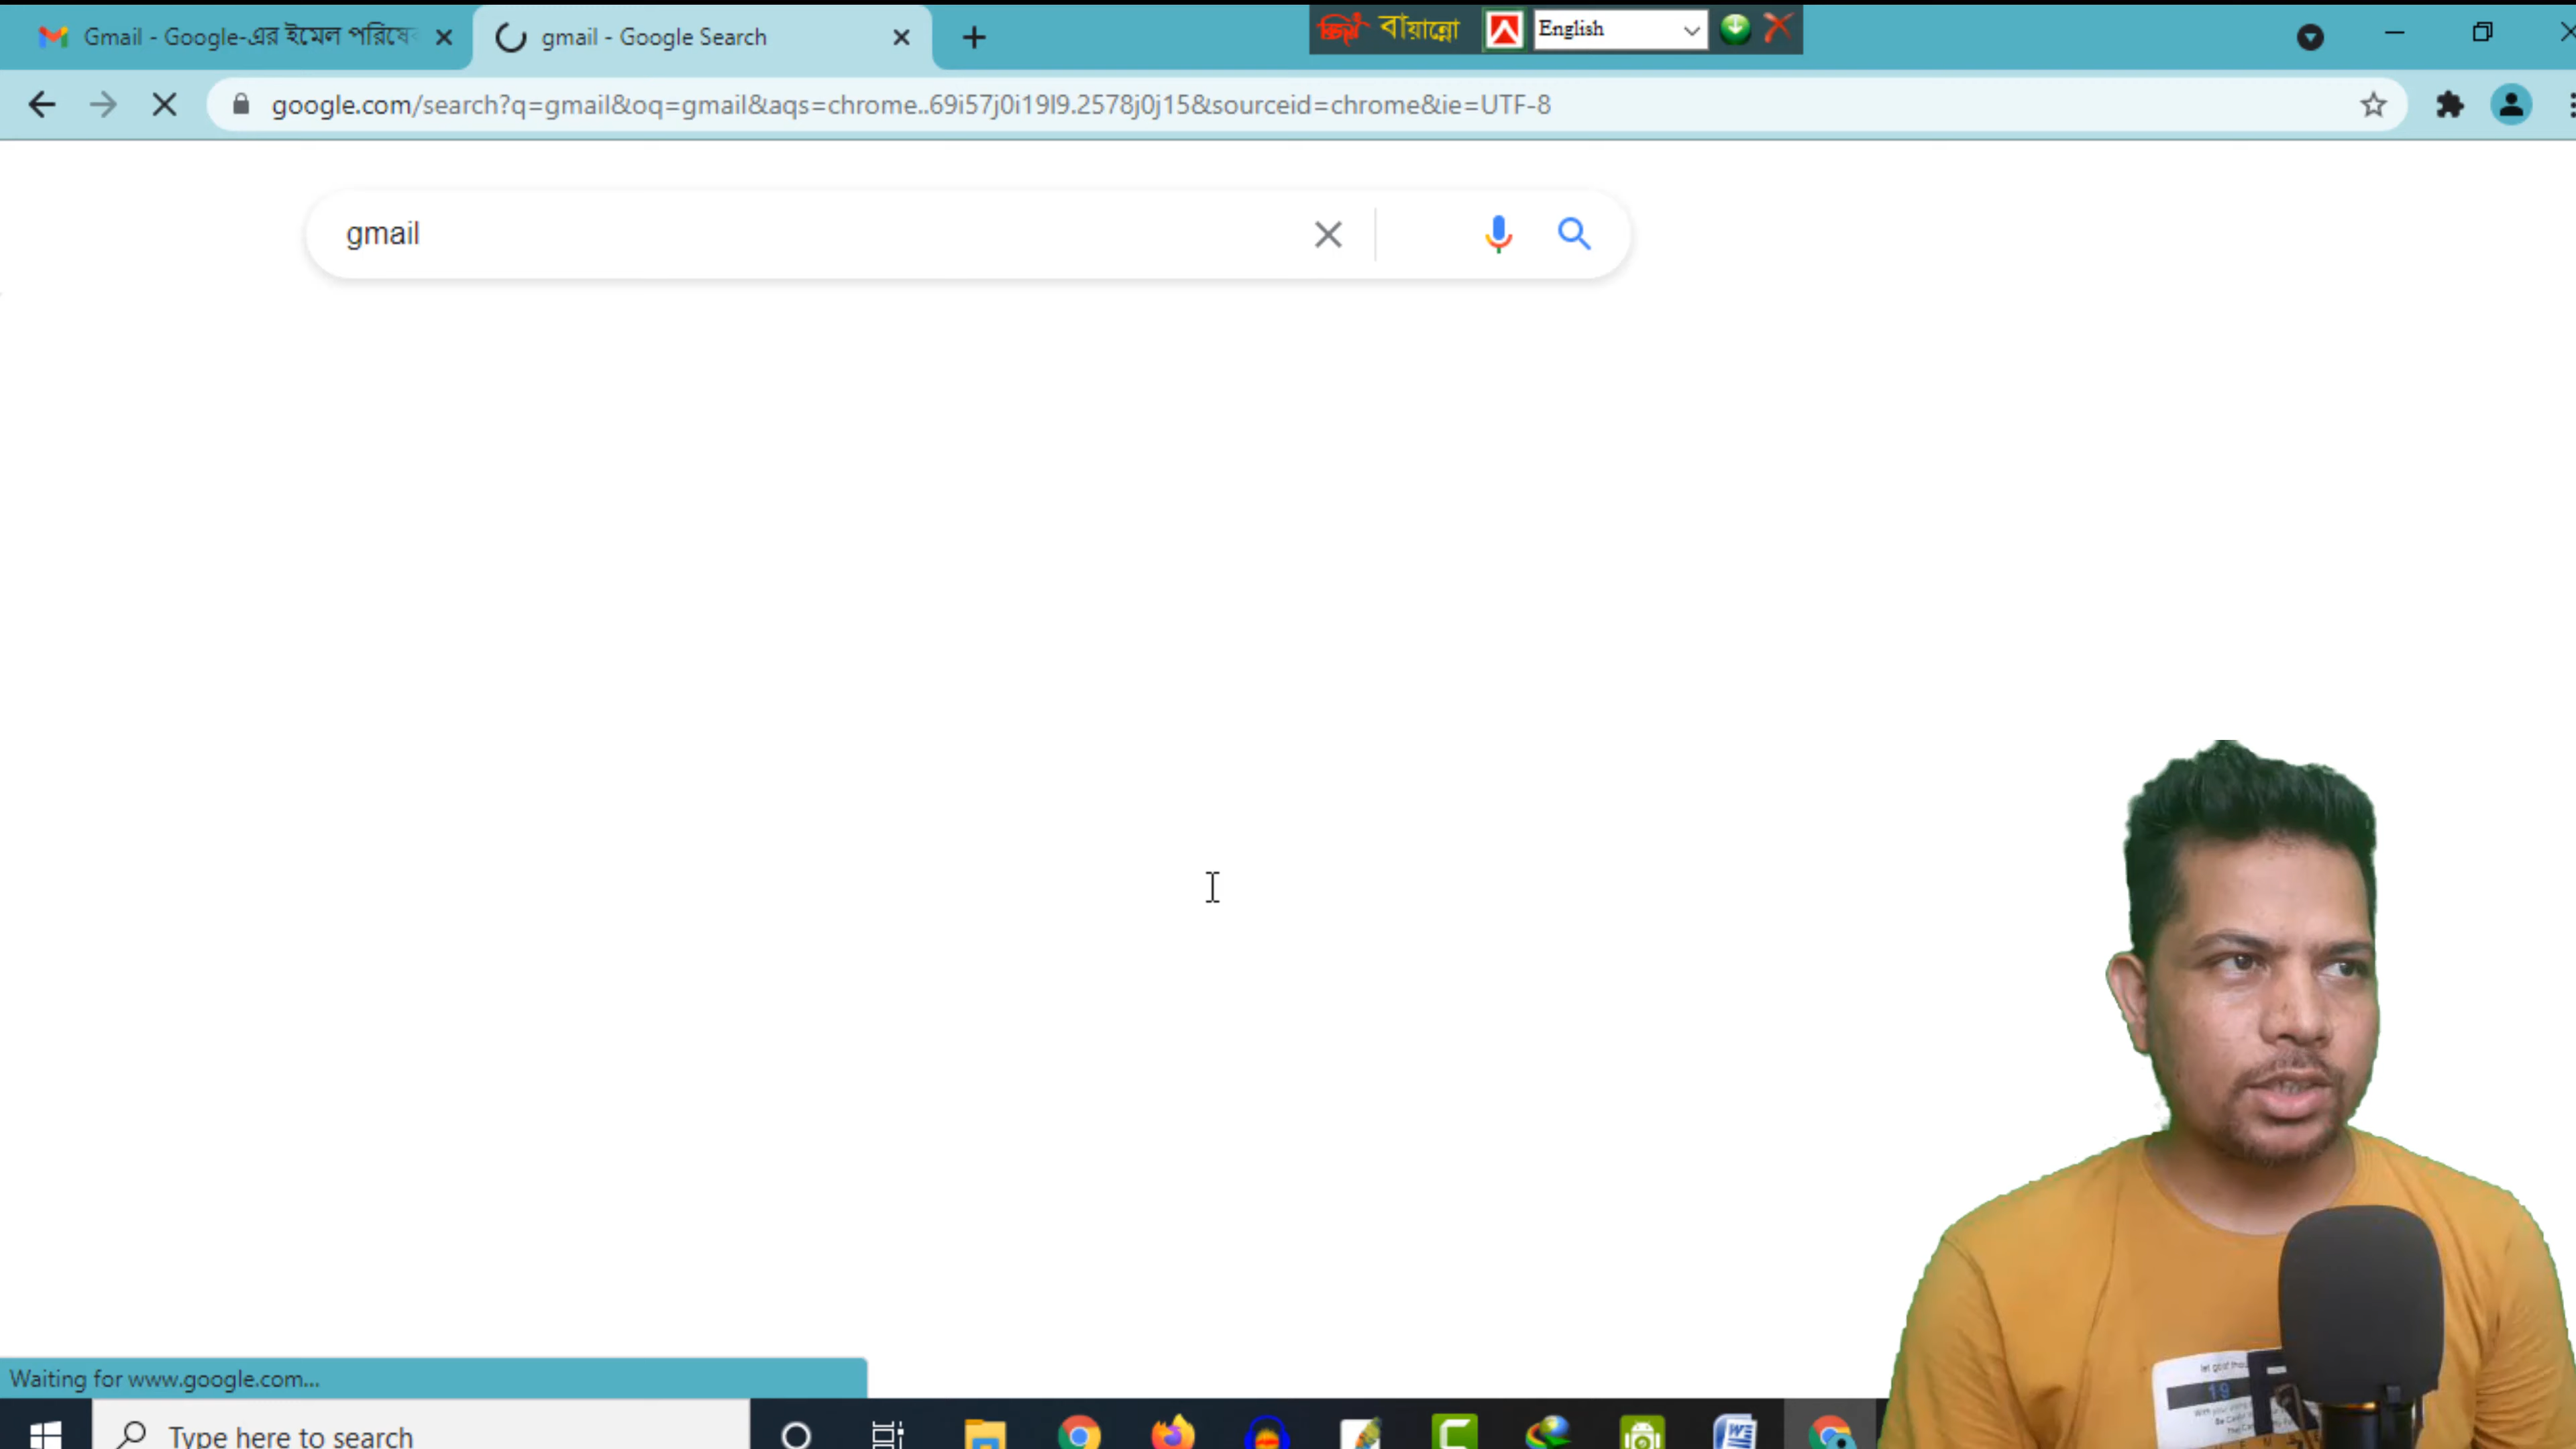 Gmail - Google-এর ইমেল পরিষেব
gmail - Google Search
বায়ান্নো
English
google.com/search?q=gmail&oq=gmail&aqs=chrome..69i57j0i19l9.2578j0j15&sourceid=chrome&ie=UTF-8
gmail
Waiting for www.google.com...
Type here to search
19